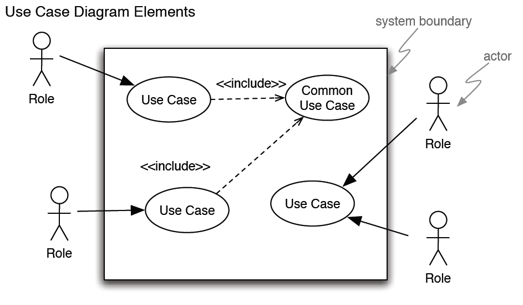 Use Case Diagram Elements
system boundary
actor
Role
Use Case
<<include>>
Common
Use Case
Role
<<include>>
Role
Use Case
Use Case
Role
Role